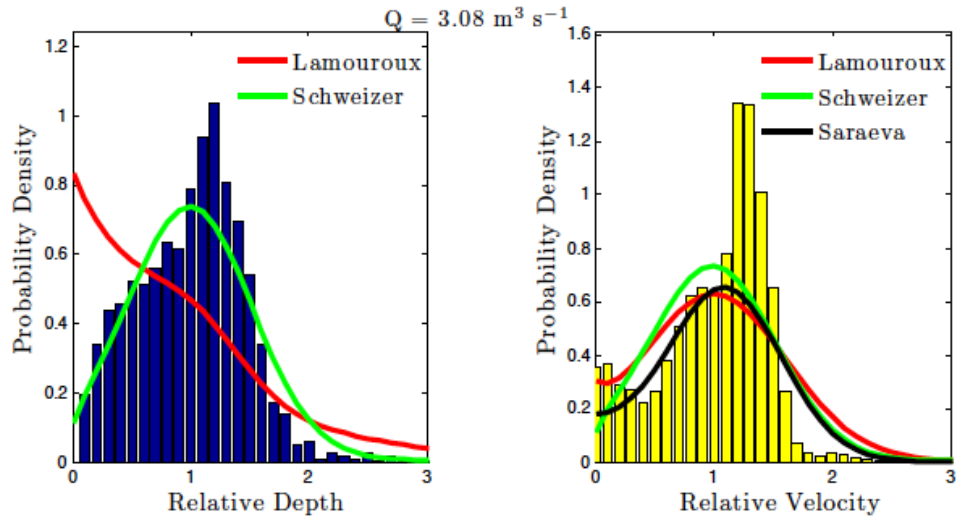 Q = 3.08 m³ s⁻¹
Probability Density
1.2
1
0.8
0.6
0.4
0.2
0
Lamouroux
Schweizer
0
1
2
3
Relative Depth
Probability Density
1.6
1.4
1.2
1
0.8
0.6
0.4
0.2
0
Lamouroux
Schweizer
Saraeva
0
1
2
3
Relative Velocity